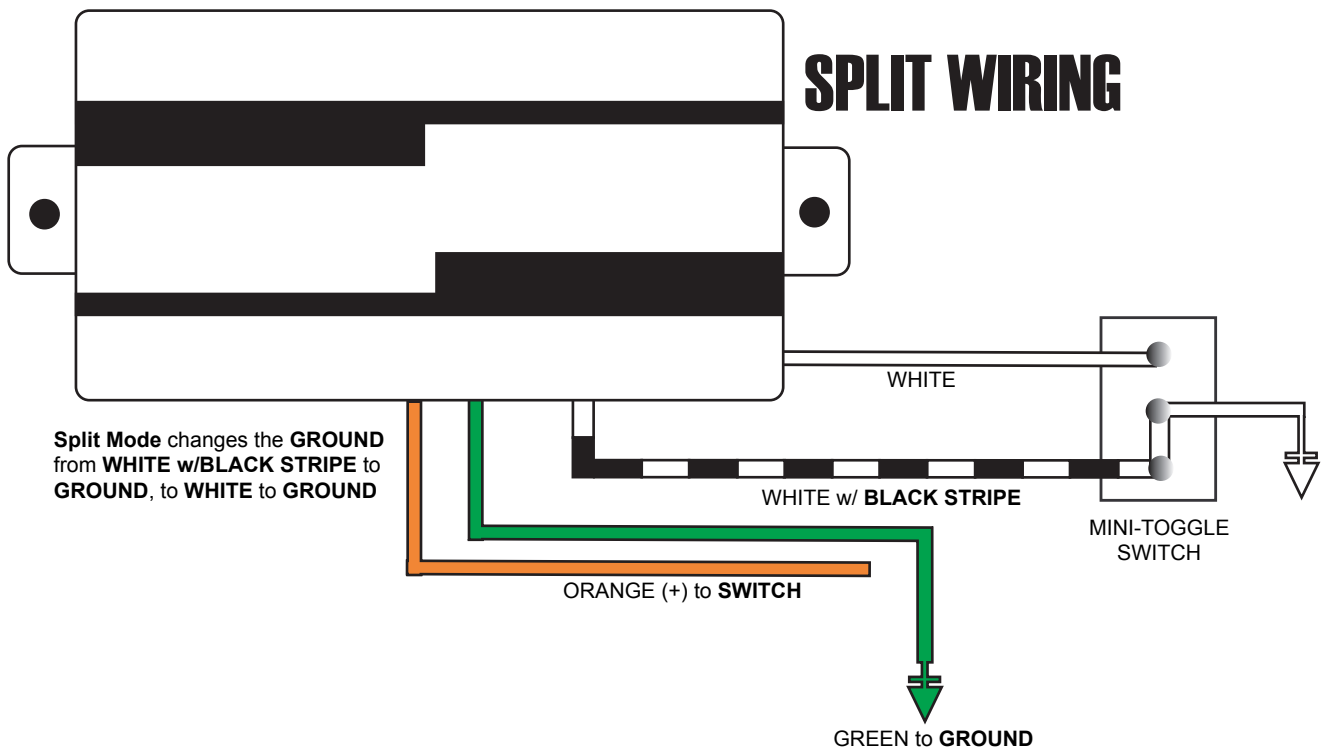 SPLIT WIRING
WHITE
Split Mode changes the GROUND
from WHITE w/BLACK STRIPE to
GROUND, to WHITE to GROUND
WHITE w/ BLACK STRIPE
MINI-TOGGLE
SWITCH
ORANGE (+) to SWITCH
GREEN to GROUND